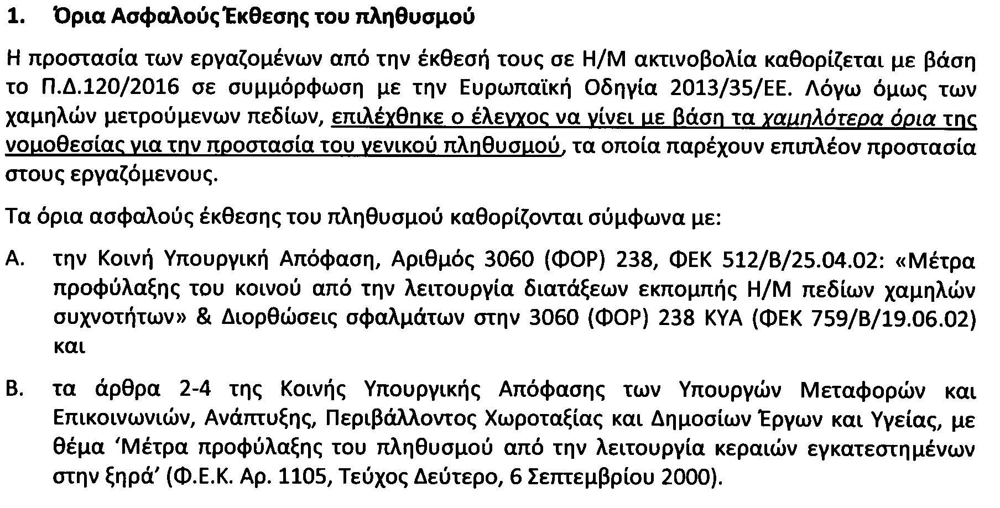 1. Όρια Ασφαλούς Έκθεσης του πληθυσμού
Η προστασία των εργαζομένων από την έκθεσή τους σε Η/Μ ακτινοβολία καθορίζεται με βάση
το Π.Δ.120/2016 σε συμμόρφωση με την Ευρωπαϊκή Οδηγία 2013/35/ΕΕ. Λόγω όμως των
χαμηλών μετρούμενων πεδίων, επιλέχθηκε ο έλεγχος να γίνει με βάση τα χαμηλότερα όρια της
νομοθεσίας για την προστασία του γενικού πληθυσμού, τα οποία παρέχουν επιπλέον προστασία
στους εργαζόμενους.
Τα όρια ασφαλούς έκθεσης του πληθυσμού καθορίζονται σύμφωνα με:
Α. την Κοινή Υπουργική Απόφαση, Αριθμός 3060 (ΦΟΡ) 238, ΦΕΚ 512/Β/25.04.02: «Μέτρα
προφύλαξης του κοινού από την λειτουργία διατάξεων εκπομπής Η/Μ πεδίων χαμηλών
συχνοτήτων» & Διορθώσεις σφαλμάτων στην 3060 (ΦΟΡ) 238 ΚΥΑ (ΦΕΚ 759/Β/19.06.02)
και
Β. τα άρθρα 2-4 της Κοινής Υπουργικής Απόφασης των Υπουργών Μεταφορών και
Επικοινωνιών, Ανάπτυξης, Περιβάλλοντος Χωροταξίας και Δημοσίων Έργων και Υγείας, με
θέμα ‘Μέτρα προφύλαξης του πληθυσμού από την λειτουργία κεραιών εγκατεστημένων
στην ξηρά’ (Φ.Ε.Κ. Αρ. 1105, Τεύχος Δεύτερο, 6 Σεπτεμβρίου 2000).